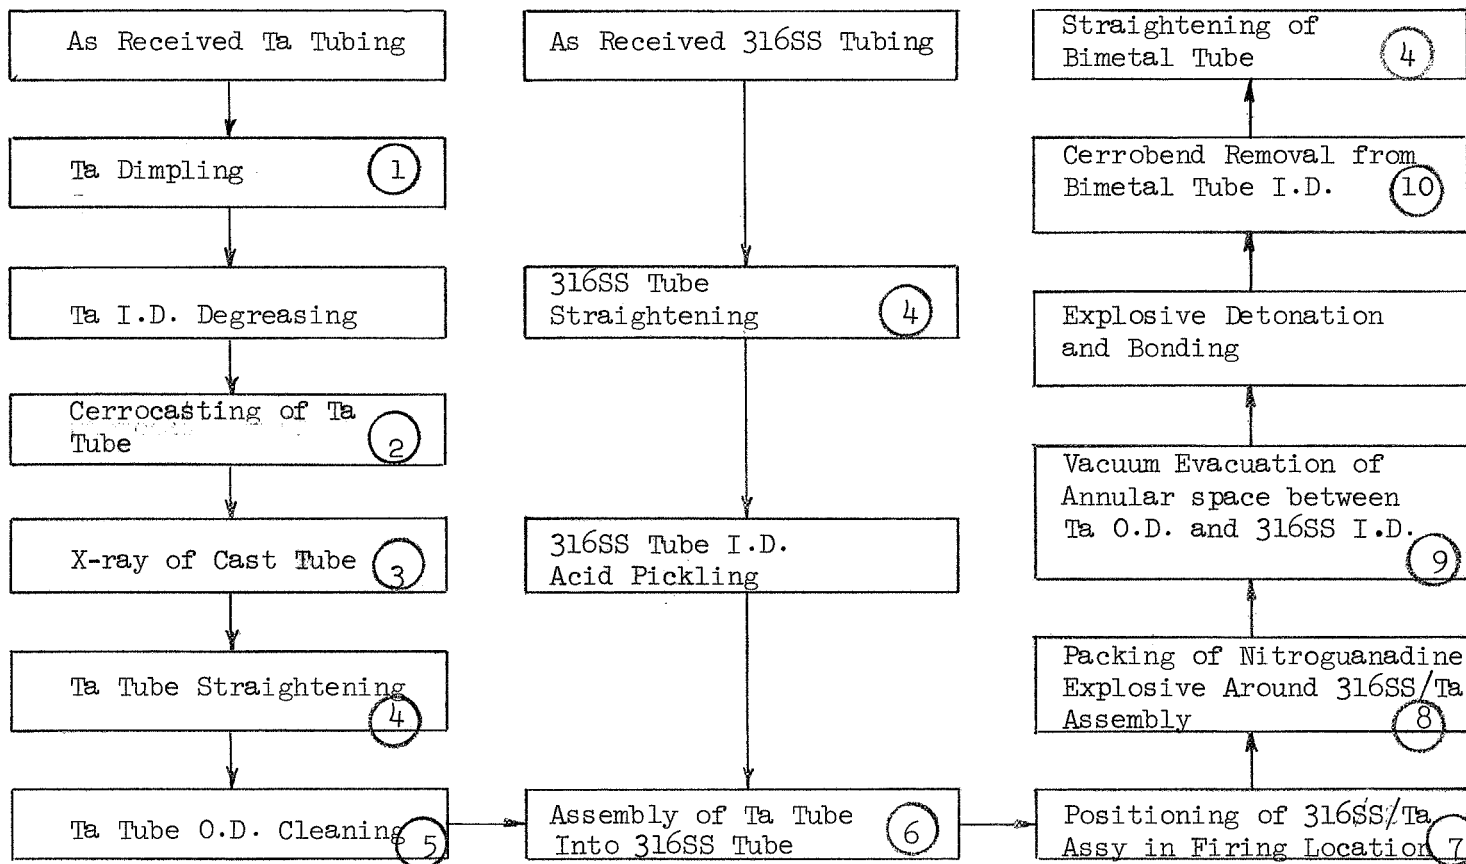 As Received Ta Tubing
Ta Dimpling 1
Ta I.D. Degreasing
Cerrocasting of Ta
Tube 2
X-ray of Cast Tube 3
Ta Tube Straightening
4
Ta Tube O.D. Cleaning 5
As Received 316SS Tubing
316SS Tube
Straightening 4
316SS Tube I.D.
Acid Pickling
Assembly of Ta Tube
Into 316SS Tube 6
Straightening of
Bimetal Tube 4
Cerrobend Removal from
Bimetal Tube I.D. 10
Explosive Detonation
and Bonding
Vacuum Evacuation of
Annular space between
Ta O.D. and 316SS I.D.
9
Packing of Nitroguanadine
Explosive Around 316SS/Ta
Assembly 8
Positioning of 316SS/Ta
Assy in Firing Location 7